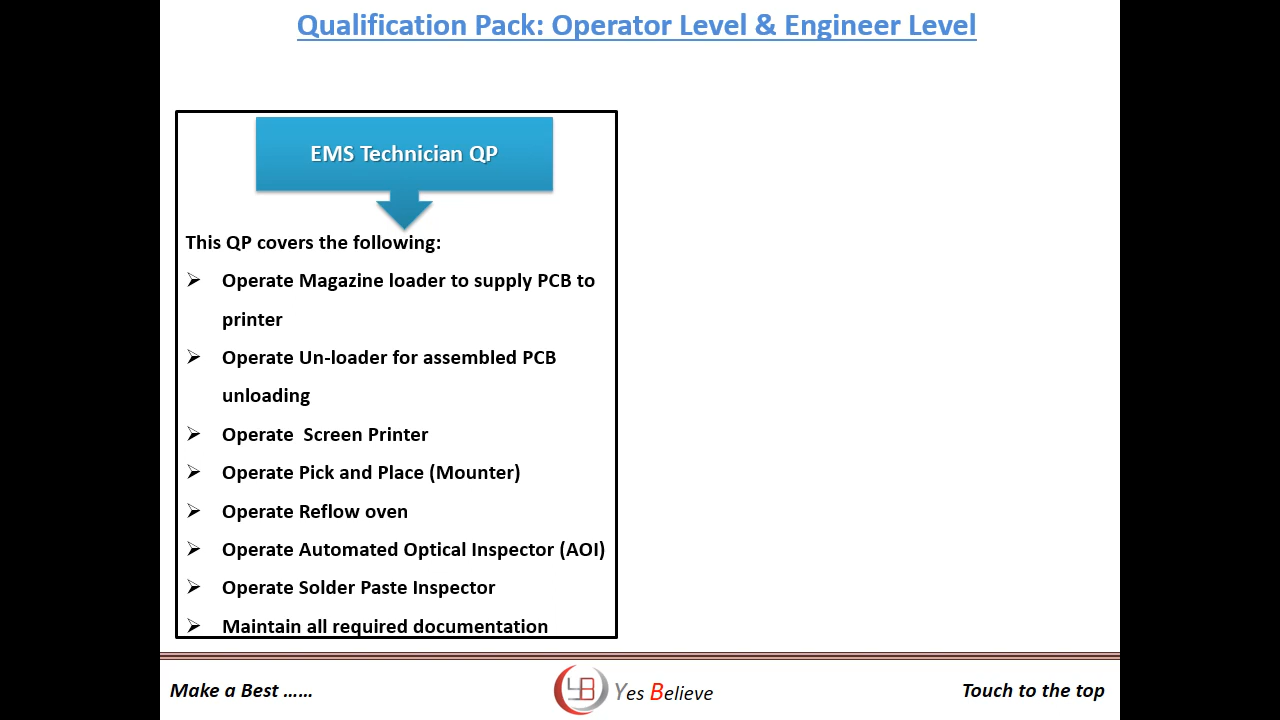 Qualification Pack: Operator Level & Engineer Level
EMS Technician QP
This QP covers the following:
➢ Operate Magazine loader to supply PCB to
printer
➢ Operate Un-loader for assembled PCB
unloading
➢ Operate  Screen Printer
➢ Operate Pick and Place (Mounter)
➢ Operate Reflow oven
➢ Operate Automated Optical Inspector (AOI)
➢ Operate Solder Paste Inspector
➢ Maintain all required documentation
Make a Best ……
YB Yes Believe
Touch to the top